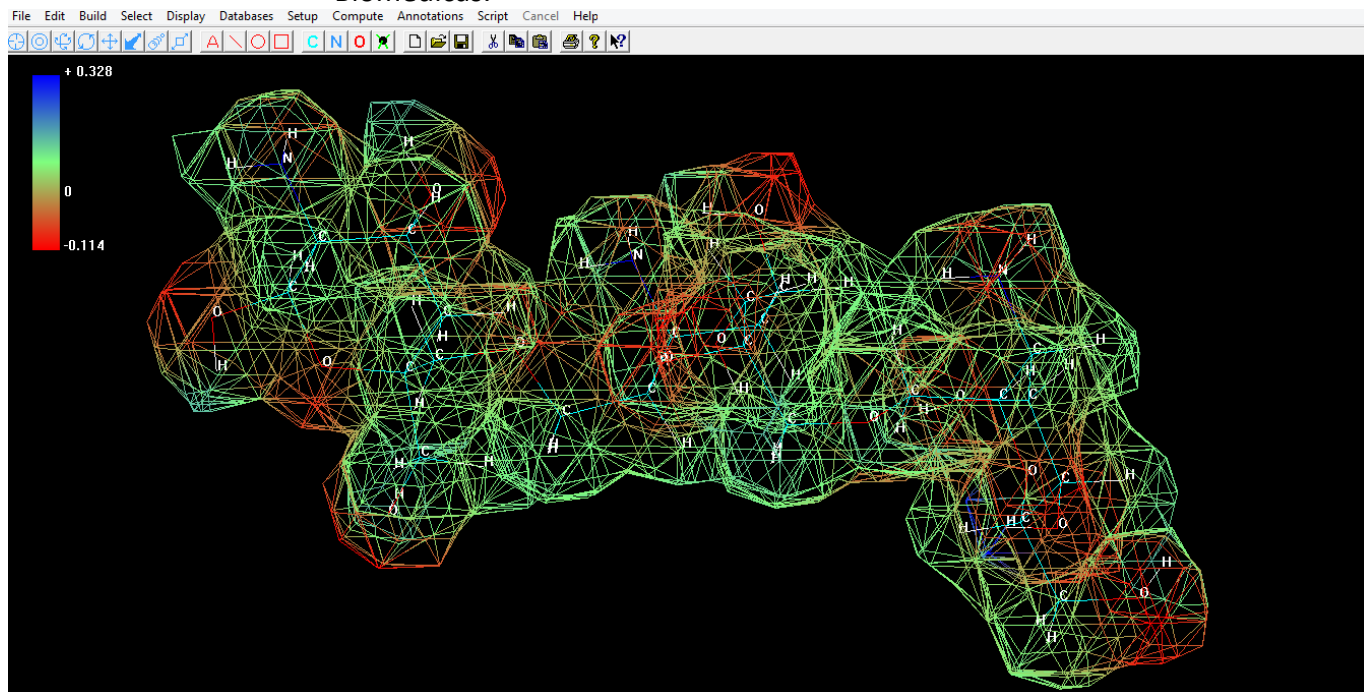 File Edit Build Select Display Databases Setup Compute Annotations Script Cancel Help
A C N O ?
+ 0.328
0
-0.114
H H
H N
O
H
H O
C C H
H N H H
H H N H N
C C H H H
O H C H C H
H H C H
H C O C O C C H
C O C H H
H C H C O C C
H C C O H
H H H H
H C H H O C H
H
O H H C O
H
C O
H H